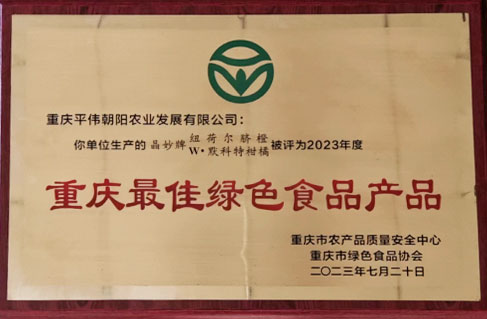 重庆平伟朝阳农业发展有限公司：
你单位生产的晶妙牌纽荷尔脐橙
W·默科特柑橘被评为2023年度
重庆最佳绿色食品产品
重庆市农产品质量安全中心
重庆市绿色食品协会
二〇二三年七月二十日